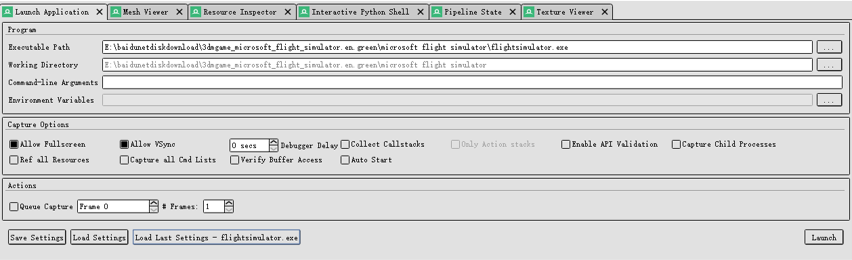 Launch Application Mesh Viewer Resource Inspector Interactive Python Shell Pipeline State Texture Viewer
Program
Executable Path E:\baidunetdiskdownload\3dmgame_microsoft_flight_simulator.en.green\microsoft flight simulator\flightsimulator.exe ...
Working Directory E:\baidunetdiskdownload\3dmgame_microsoft_flight_simulator.en.green\microsoft flight simulator ...
Command-line Arguments
Environment Variables ...
Capture Options
Allow Fullscreen Allow VSync 0 secs Debugger Delay Collect Callstacks Only Action stacks Enable API Validation Capture Child Processes
Ref all Resources Capture all Cmd Lists Verify Buffer Access Auto Start
Actions
Queue Capture Frame 0 # Frames: 1
Save Settings Load Settings Load Last Settings - flightsimulator.exe Launch